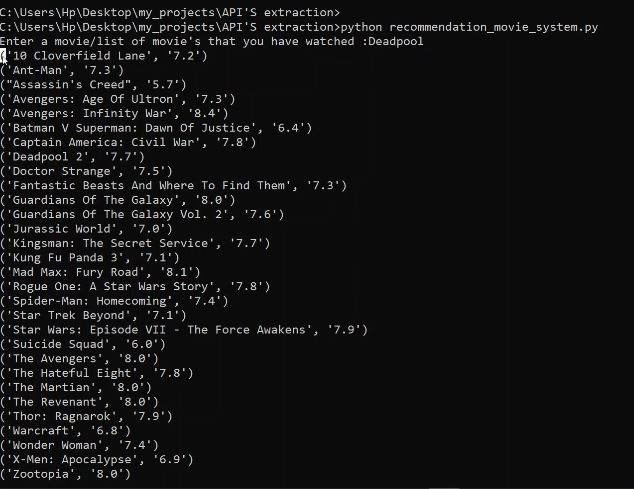 C:\Users\Hp\Desktop\my_projects\API'S extraction>
C:\Users\Hp\Desktop\my_projects\API'S extraction>python recommendation_movie_system.py
Enter a movie/list of movie's that you have watched :Deadpool
('10 Cloverfield Lane', '7.2')
('Ant-Man', '7.3')
("Assassin's Creed", '5.7')
('Avengers: Age Of Ultron', '7.3')
('Avengers: Infinity War', '8.4')
('Batman V Superman: Dawn Of Justice', '6.4')
('Captain America: Civil War', '7.8')
('Deadpool 2', '7.7')
('Doctor Strange', '7.5')
('Fantastic Beasts And Where To Find Them', '7.3')
('Guardians Of The Galaxy', '8.0')
('Guardians Of The Galaxy Vol. 2', '7.6')
('Jurassic World', '7.0')
('Kingsman: The Secret Service', '7.7')
('Kung Fu Panda 3', '7.1')
('Mad Max: Fury Road', '8.1')
('Rogue One: A Star Wars Story', '7.8')
('Spider-Man: Homecoming', '7.4')
('Star Trek Beyond', '7.1')
('Star Wars: Episode VII - The Force Awakens', '7.9')
('Suicide Squad', '6.0')
('The Avengers', '8.0')
('The Hateful Eight', '7.8')
('The Martian', '8.0')
('The Revenant', '8.0')
('Thor: Ragnarok', '7.9')
('Warcraft', '6.8')
('Wonder Woman', '7.4')
('X-Men: Apocalypse', '6.9')
('Zootopia', '8.0')